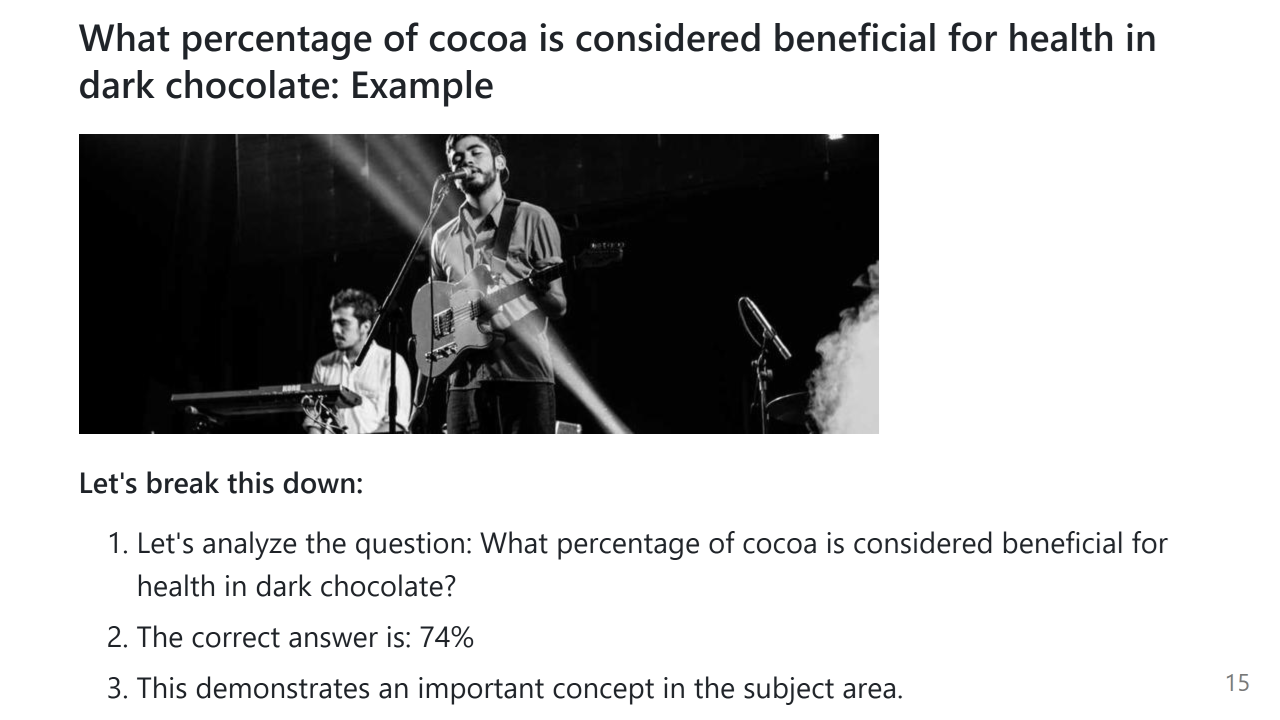 What percentage of cocoa is considered beneficial for health in
dark chocolate: Example
KORG
Let's break this down:
1. Let's analyze the question: What percentage of cocoa is considered beneficial for
health in dark chocolate?
2. The correct answer is: 74%
3. This demonstrates an important concept in the subject area.
15